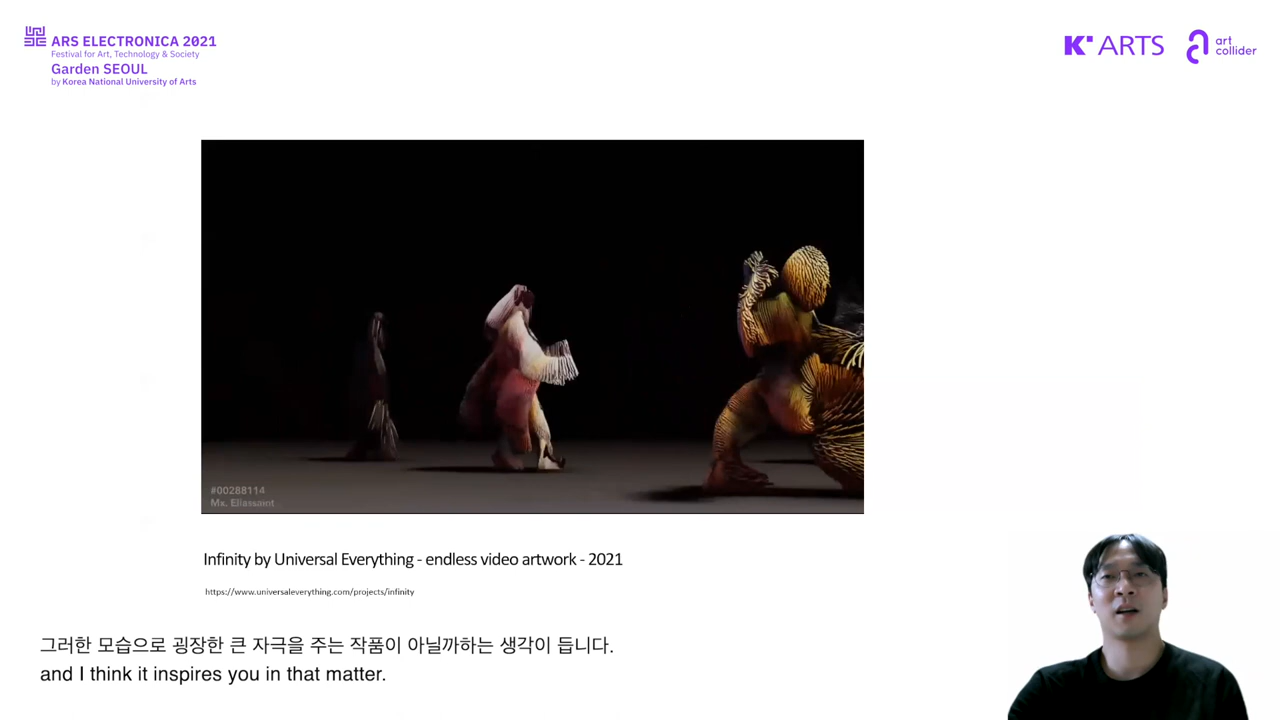 ARS ELECTRONICA 2021
Festival for Art, Technology & Society
Garden SEOUL
by Korea National University of Arts
K' ARTS
art
collider
#00288114
Mx. Eliassaint
Infinity by Universal Everything - endless video artwork - 2021
https://www.universaleverything.com/projects/infinity
그러한 모습으로 굉장한 큰 자극을 주는 작품이 아닐까하는 생각이 듭니다.
and I think it inspires you in that matter.